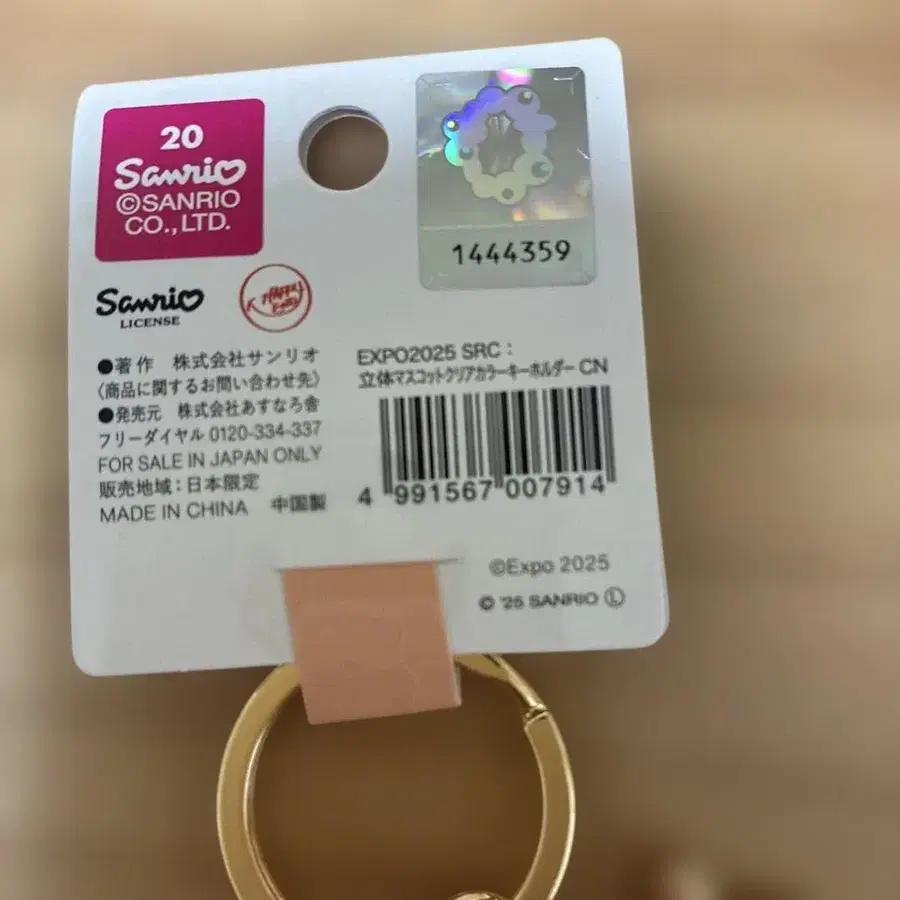 20
Sanrio
©SANRIO
CO.,LTD.
1444359
Sanrio
LICENSE
●著作 株式会社サンリオ
〈商品に関するお問い合わせ先〉
●発売元 株式会社あすなろ舎
フリーダイヤル 0120-334-337
FOR SALE IN JAPAN ONLY
販売地域：日本限定
MADE IN CHINA 中国製
EXPO2025 SRC：
立体マスコットクリアカラーキーホルダー CN
4 991567 007914
©Expo 2025
© '25 SANRIO Ⓛ